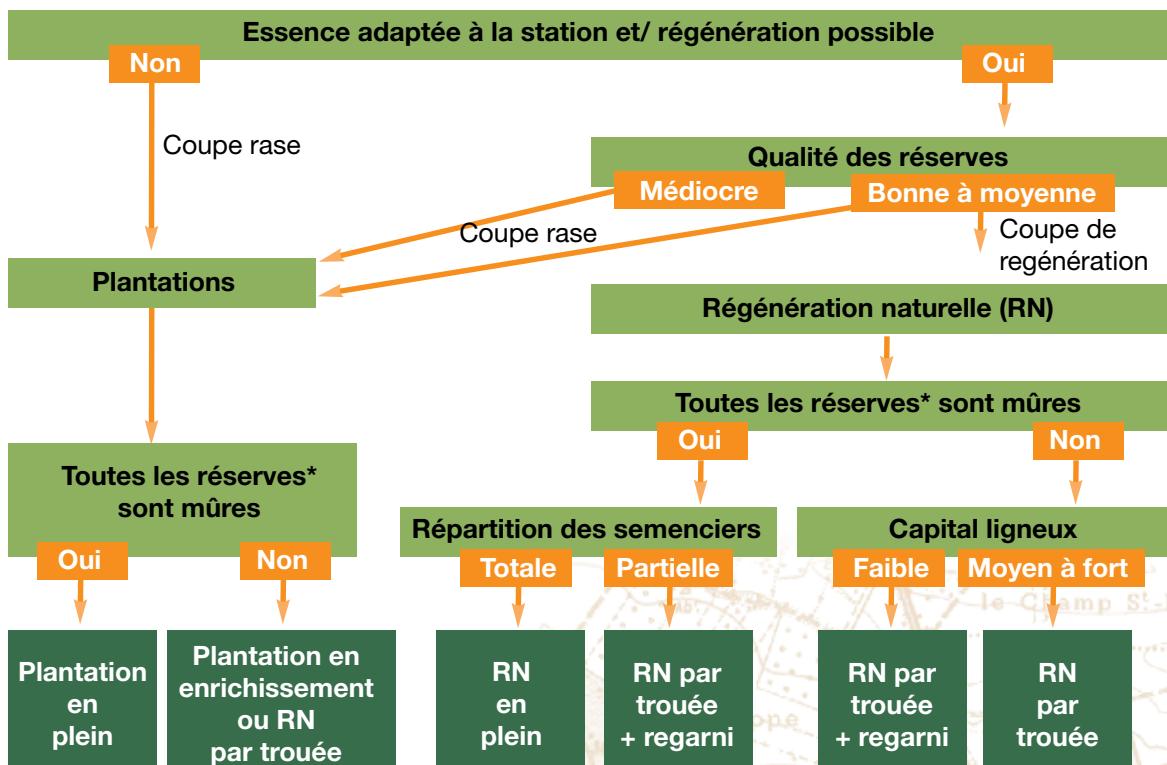 Essence adaptée à la station et/ régénération possible
Non
Oui
Coupe rase
Qualité des réserves
Médiocre
Bonne à moyenne
Coupe rase
Coupe de
regénération
Plantations
Régénération naturelle (RN)
Toutes les réserves* sont mûres
Oui
Non
Toutes les réserves*
sont mûres
Oui
Non
Répartition des semenciers
Totale
Partielle
Capital ligneux
Faible
Moyen à fort
le Champ St-
Plantation
en
plein
Plantation en
enrichissement
ou RN
par trouée
RN
en
plein
RN par
trouée
+ regarni
RN par
trouée
+ regarni
RN
par
trouée